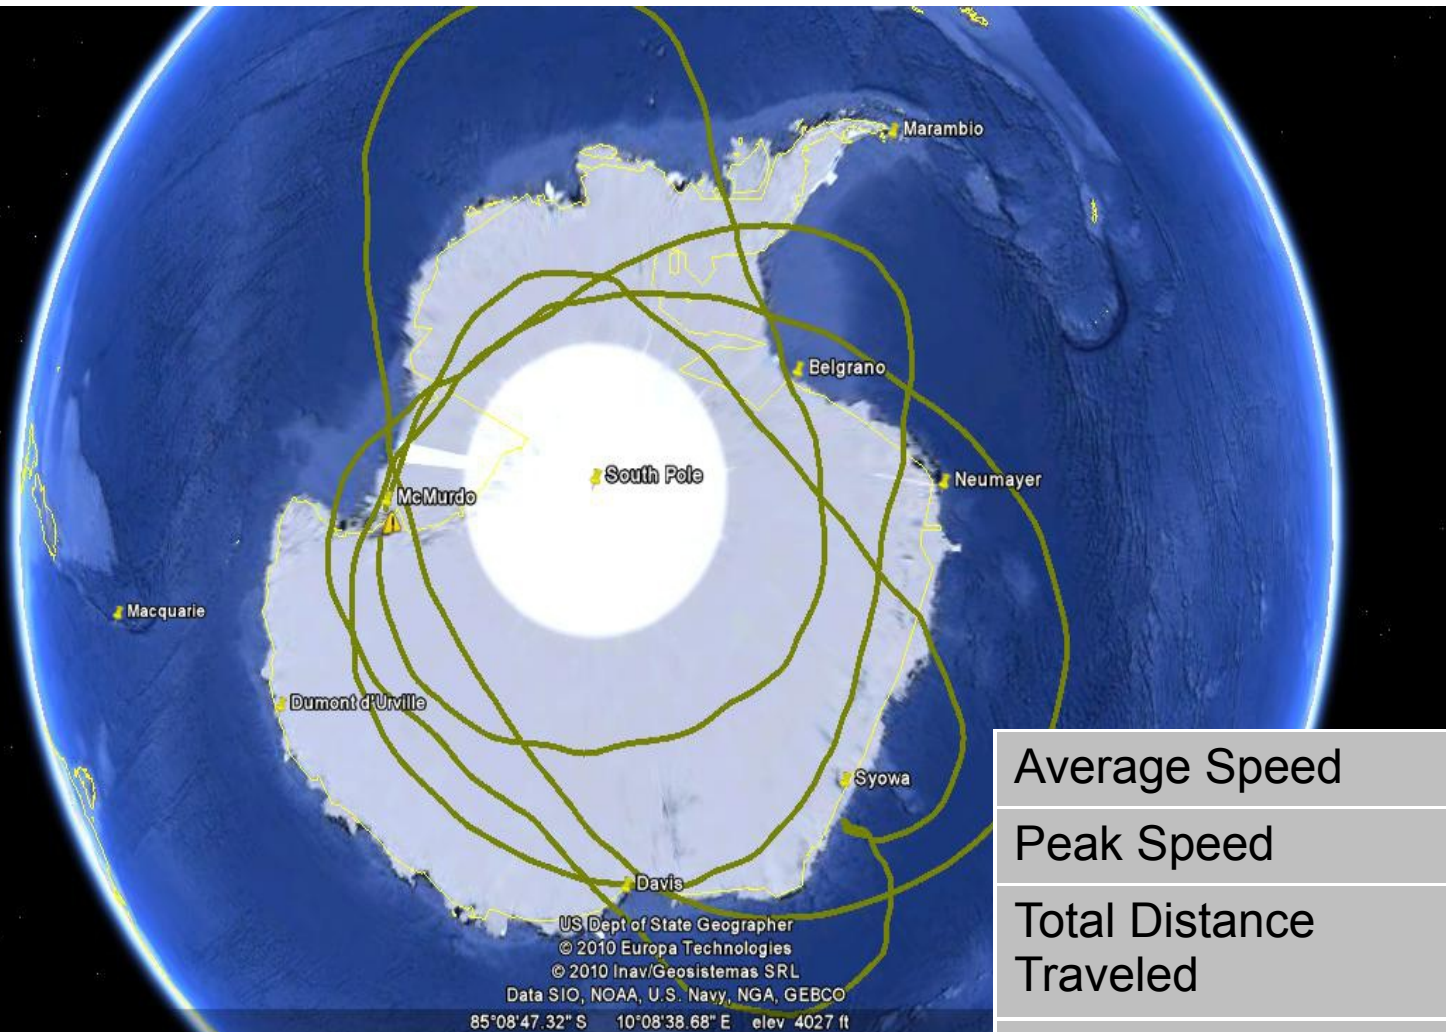 Marambio
Belgrano
South Pole
Neumayer
McMurdo
Macquarie
Dumont d'Urville
Average Speed
Syowa
Peak Speed
Davis
Total Distance
Traveled
US Dept of State Geographer
© 2010 Europa Technologies
© 2010 Inav/Geosistemas SRL
Data SIO, NOAA, U.S. Navy, NGA, GEBCO
85°08'47.32" S 10°08'38.68" E elev 4027 ft